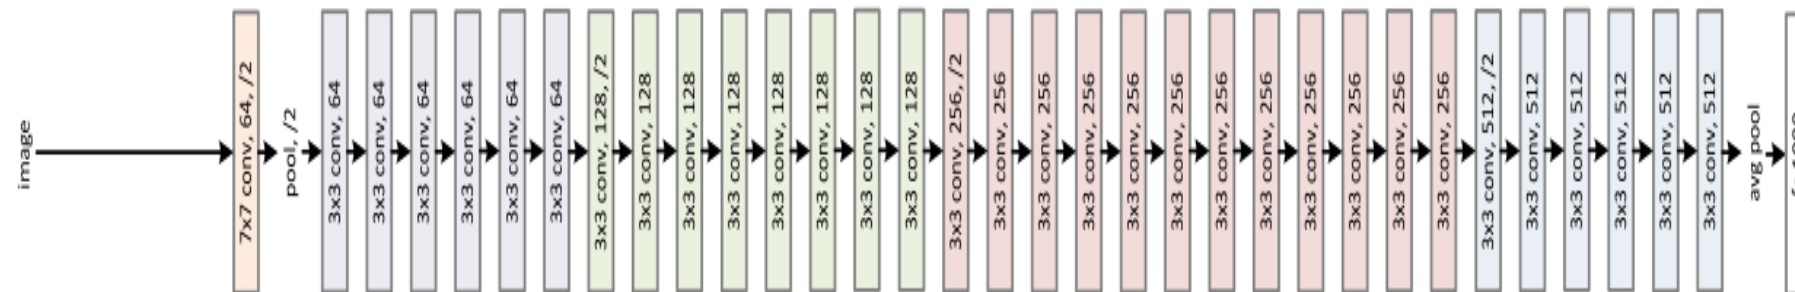 image
7x7 conv, 64, /2
pool, /2
3x3 conv, 64
3x3 conv, 64
3x3 conv, 64
3x3 conv, 64
3x3 conv, 64
3x3 conv, 64
3x3 conv, 128, /2
3x3 conv, 128
3x3 conv, 128
3x3 conv, 128
3x3 conv, 128
3x3 conv, 128
3x3 conv, 128
3x3 conv, 128
3x3 conv, 256, /2
3x3 conv, 256
3x3 conv, 256
3x3 conv, 256
3x3 conv, 256
3x3 conv, 256
3x3 conv, 256
3x3 conv, 256
3x3 conv, 256
3x3 conv, 256
3x3 conv, 256
3x3 conv, 256
3x3 conv, 512, /2
3x3 conv, 512
3x3 conv, 512
3x3 conv, 512
3x3 conv, 512
3x3 conv, 512
avg pool